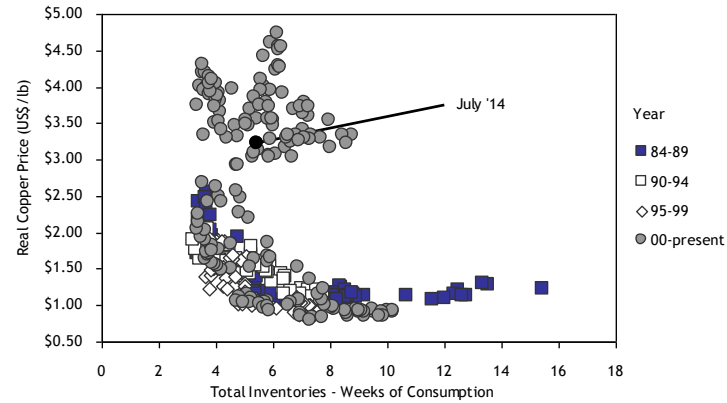 $5.00
$4.50
$4.00
$3.50
$3.00
$2.50
$2.00
$1.50
$1.00
$0.50
Real Copper Price (US$/lb)
0 2 4 6 8 10 12 14 16 18
Total Inventories - Weeks of Consumption
July '14
Year
84-89
90-94
95-99
00-present